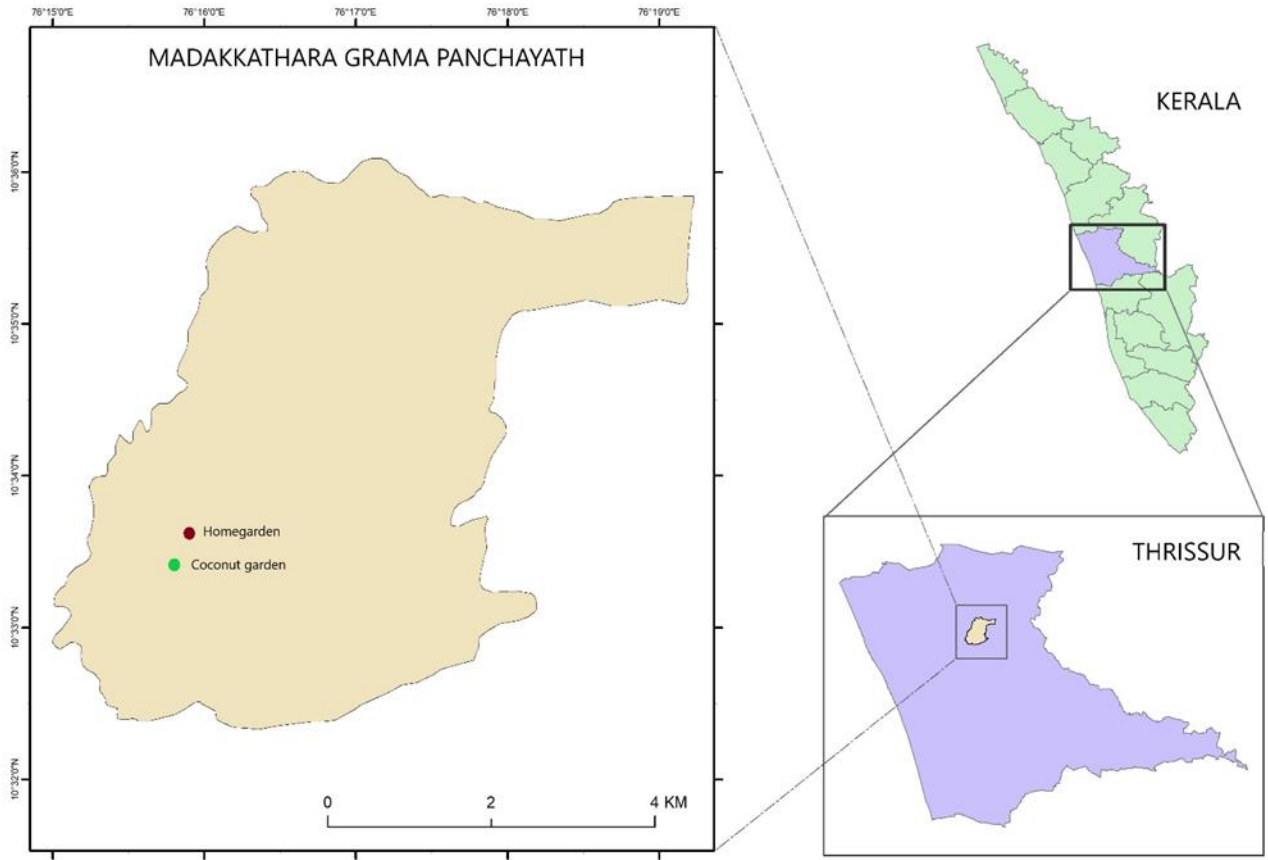 76°15'0"E 76°16'0"E 76°17'0"E 76°18'0"E 76°19'0"E
MADAKKATHARA GRAMA PANCHAYATH
KERALA
10°36'0"N
10°35'0"N
10°34'0"N
Homegarden
Coconut garden
THRISSUR
10°33'0"N
10°32'0"N
0 2 4 KM